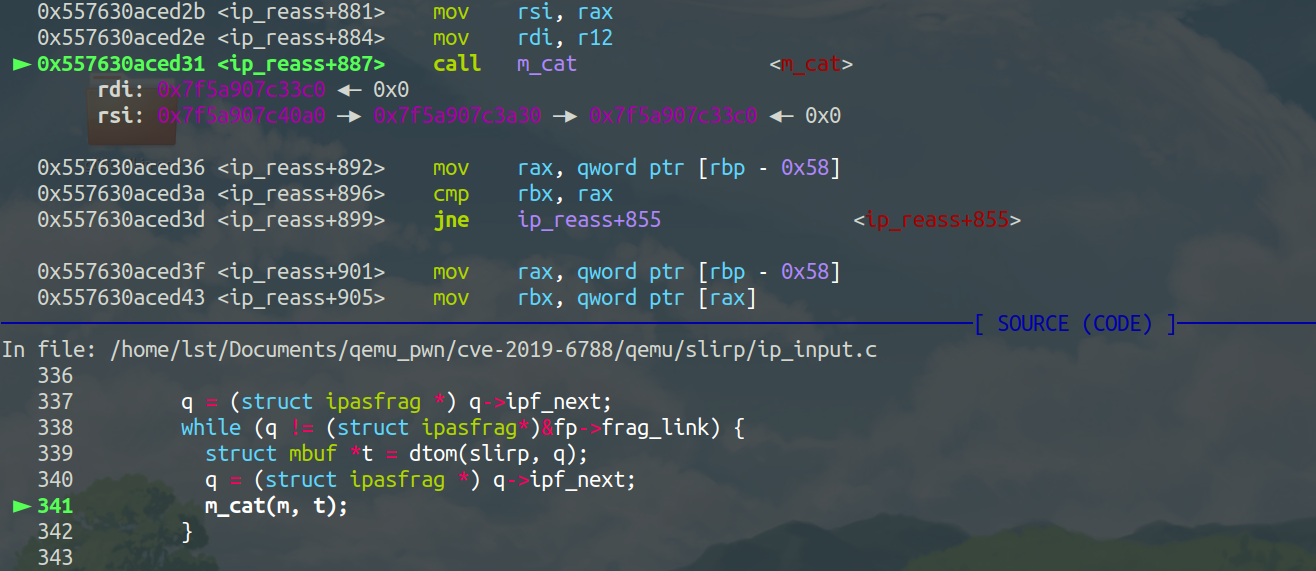 0x557630aced2b <ip_reass+881> mov rsi, rax
0x557630aced2e <ip_reass+884> mov rdi, r12
► 0x557630aced31 <ip_reass+887> call m_cat <m_cat>
rdi: 0x7f5a907c33c0 ◂— 0x0
rsi: 0x7f5a907c40a0 —▸ 0x7f5a907c3a30 —▸ 0x7f5a907c33c0 ◂— 0x0
0x557630aced36 <ip_reass+892> mov rax, qword ptr [rbp - 0x58]
0x557630aced3a <ip_reass+896> cmp rbx, rax
0x557630aced3d <ip_reass+899> jne ip_reass+855 <ip_reass+855>
0x557630aced3f <ip_reass+901> mov rax, qword ptr [rbp - 0x58]
0x557630aced43 <ip_reass+905> mov rbx, qword ptr [rax]
[ SOURCE (CODE) ]
In file: /home/lst/Documents/qemu_pwn/cve-2019-6788/qemu/slirp/ip_input.c
336
337 q = (struct ipasfrag *) q->ipf_next;
338 while (q != (struct ipasfrag*)&fp->frag_link) {
339 struct mbuf *t = dtom(slirp, q);
340 q = (struct ipasfrag *) q->ipf_next;
► 341 m_cat(m, t);
342 }
343